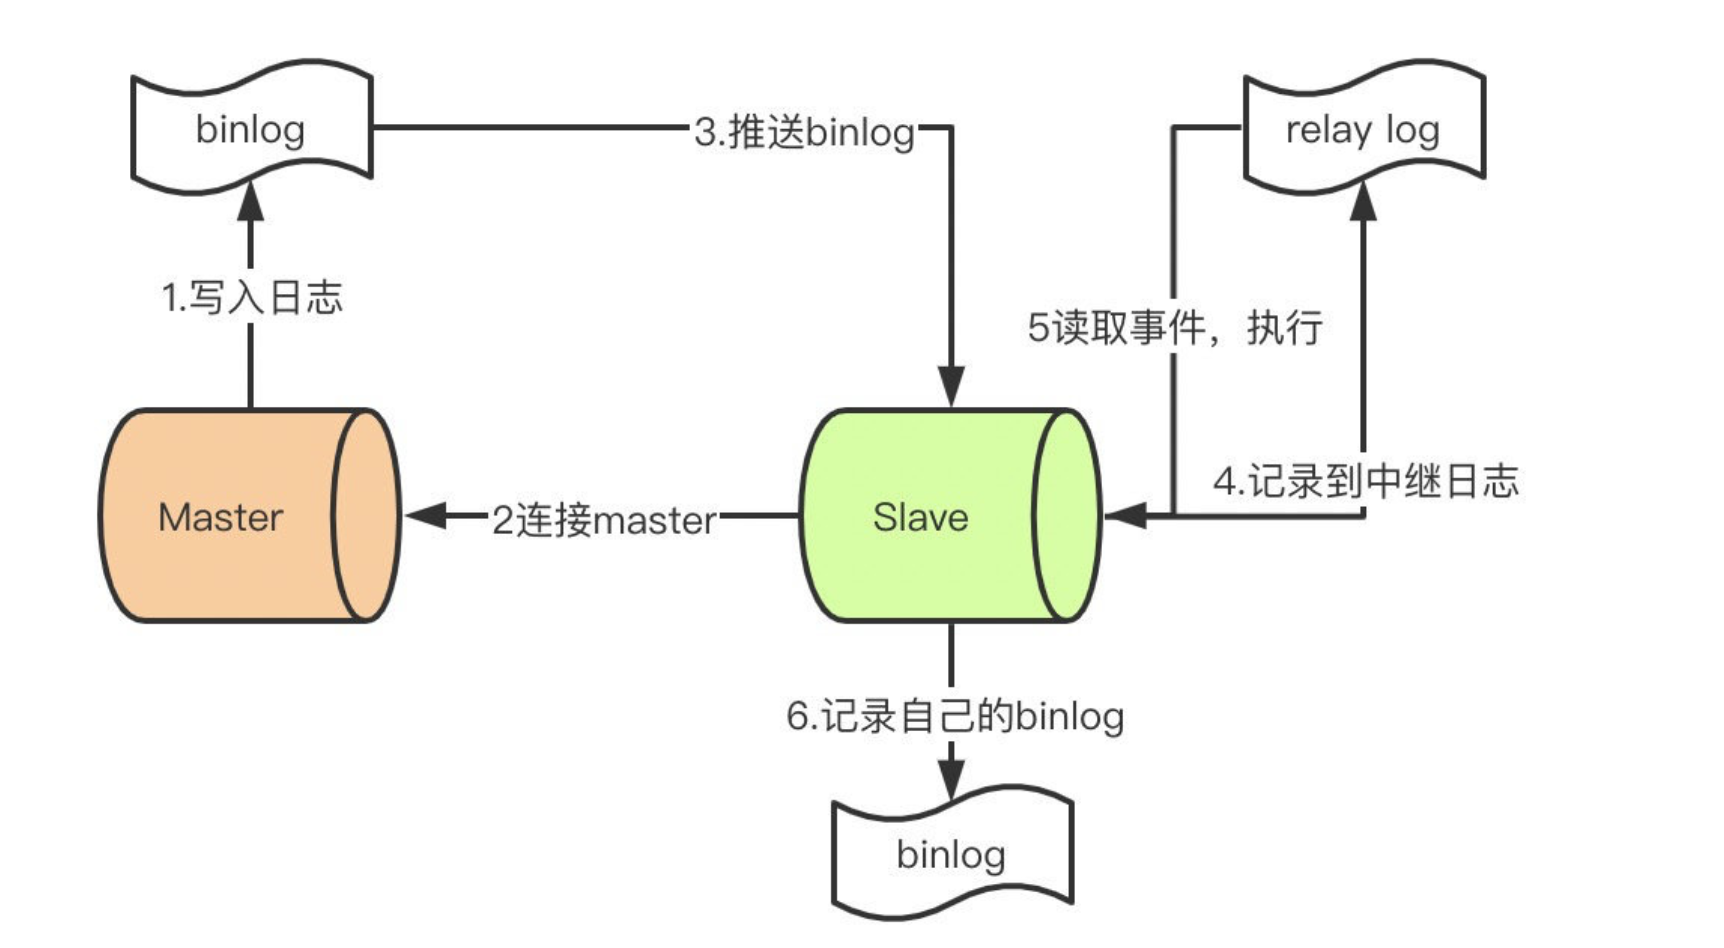 binlog
3.推送binlog
relay log
1.写入日志
5读取事件，执行
4.记录到中继日志
Master
2连接master
Slave
6.记录自己的binlog
binlog